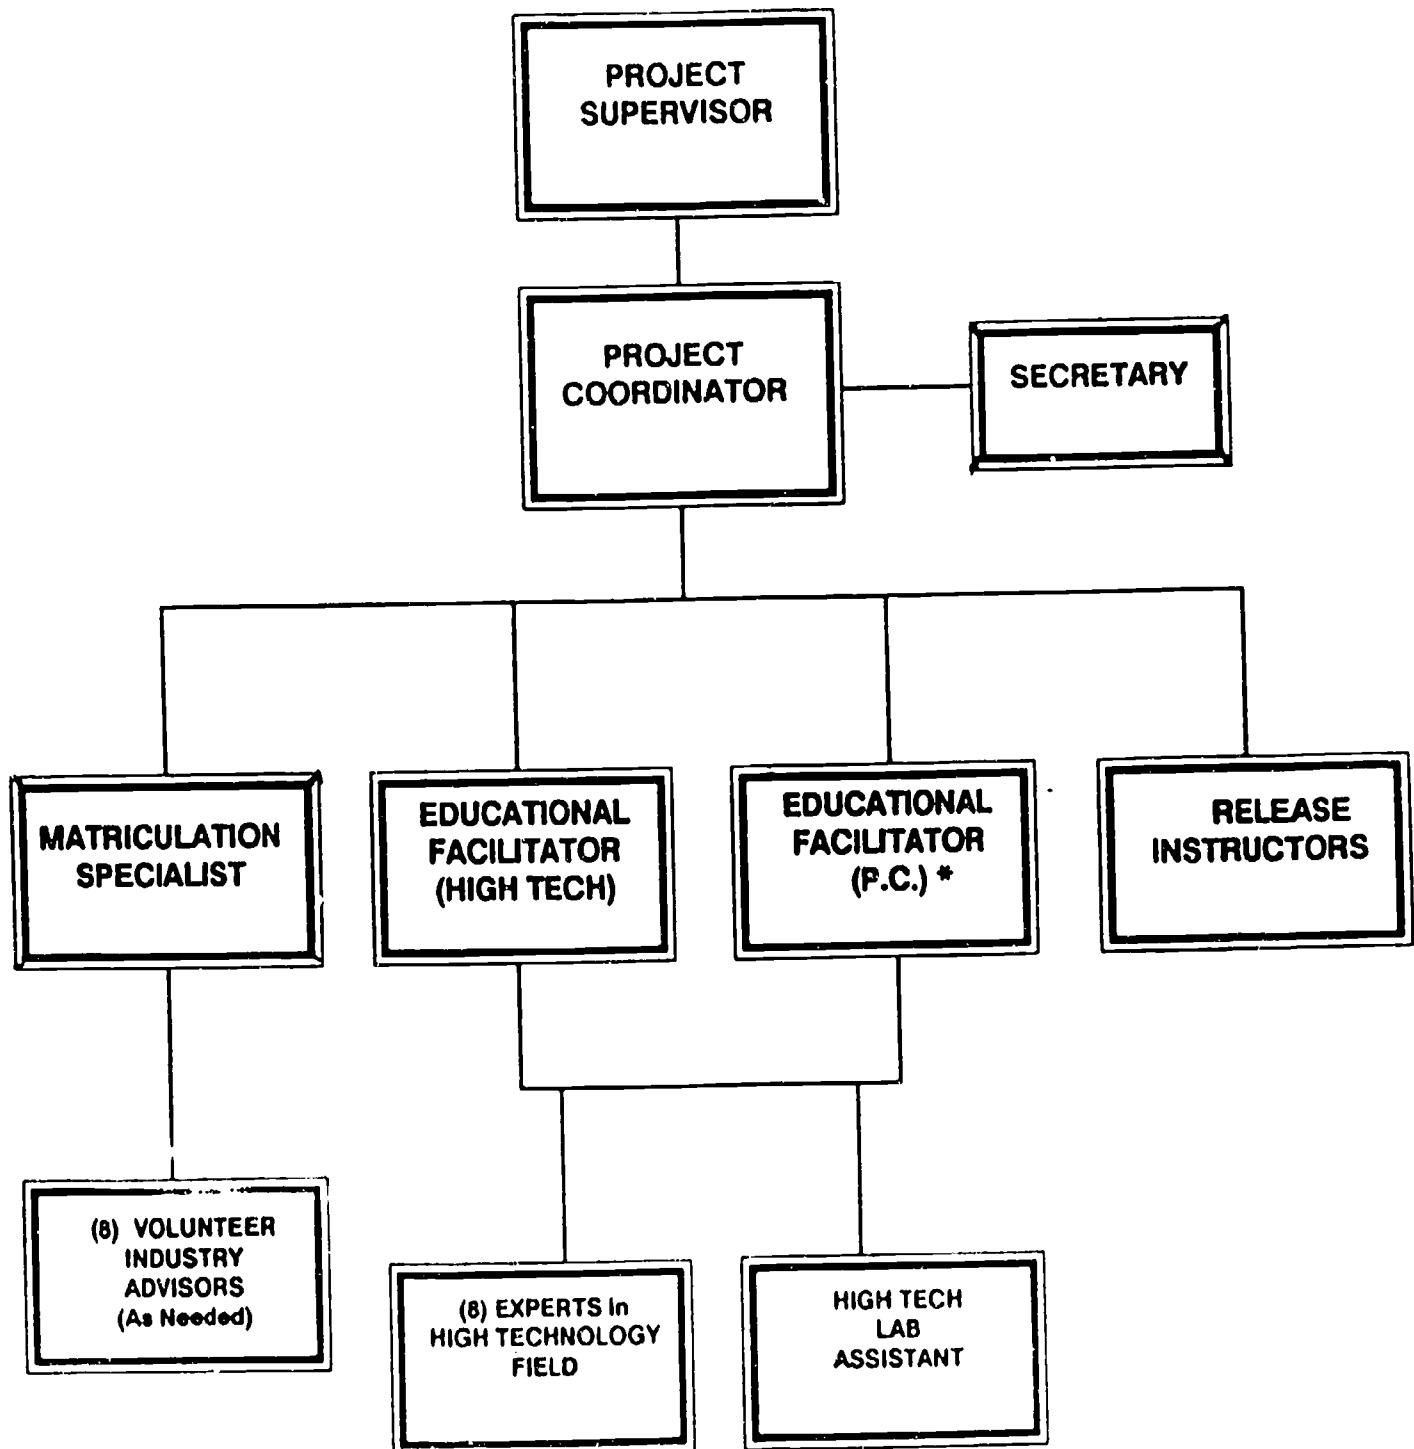 PROJECT
SUPERVISOR
PROJECT
COORDINATOR
SECRETARY
MATRICULATION
SPECIALIST
EDUCATIONAL
FACILITATOR
(HIGH TECH)
EDUCATIONAL
FACILITATOR
(P.C.) *
RELEASE
INSTRUCTORS
(8) VOLUNTEER
INDUSTRY
ADVISORS
(As Needed)
(8) EXPERTS in
HIGH TECHNOLOGY
FIELD
HIGH TECH
LAB
ASSISTANT